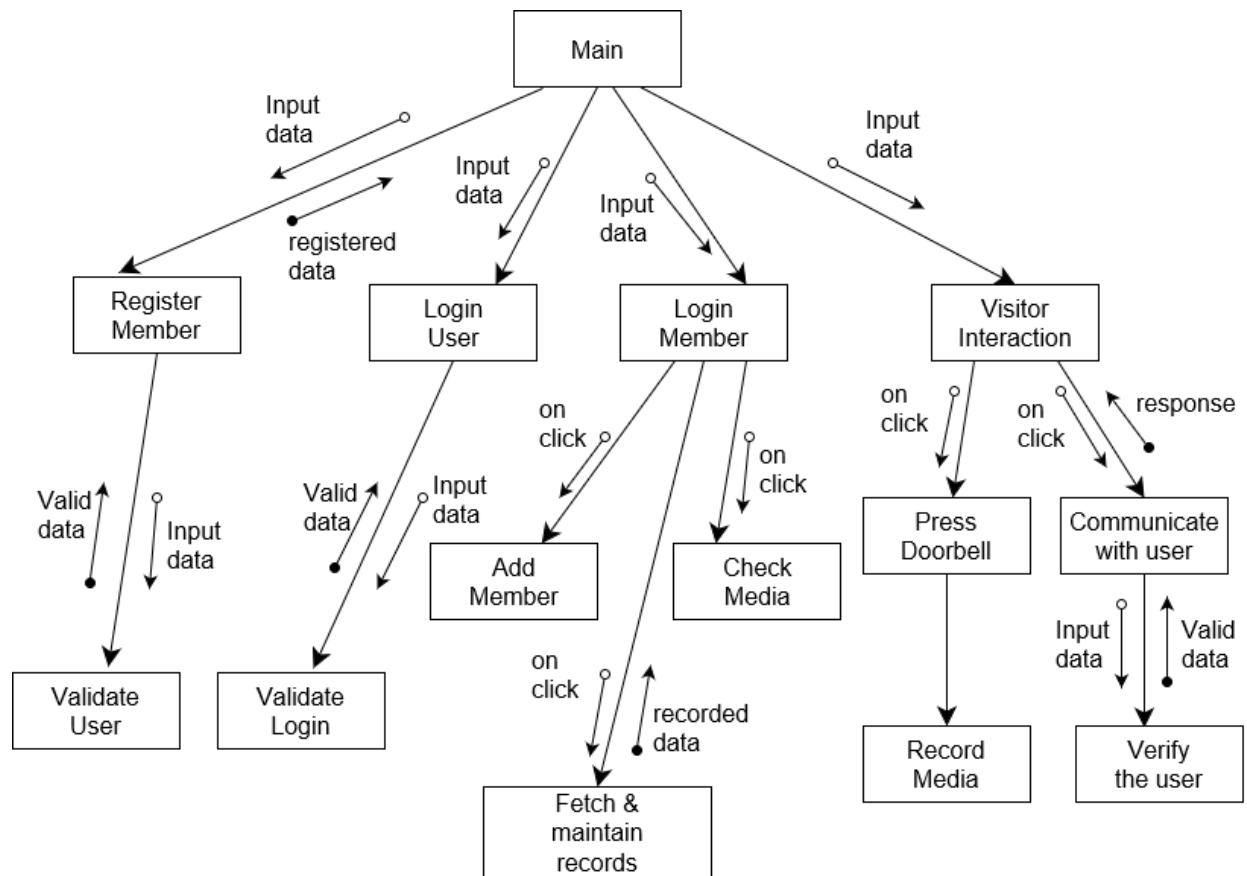 Main
Input
data
Input
data
Input
data
Input
data
registered
data
Register
Member
Login
User
Login
Member
Visitor
Interaction
on
click
on
click
response
on
click
on
click
Valid
data
Input
data
Valid
data
Input
data
Press
Doorbell
Communicate
with user
Add
Member
Check
Media
Input
data
Valid
data
on
click
recorded
data
Validate
User
Validate
Login
Record
Media
Verify
the user
Fetch &
maintain
records